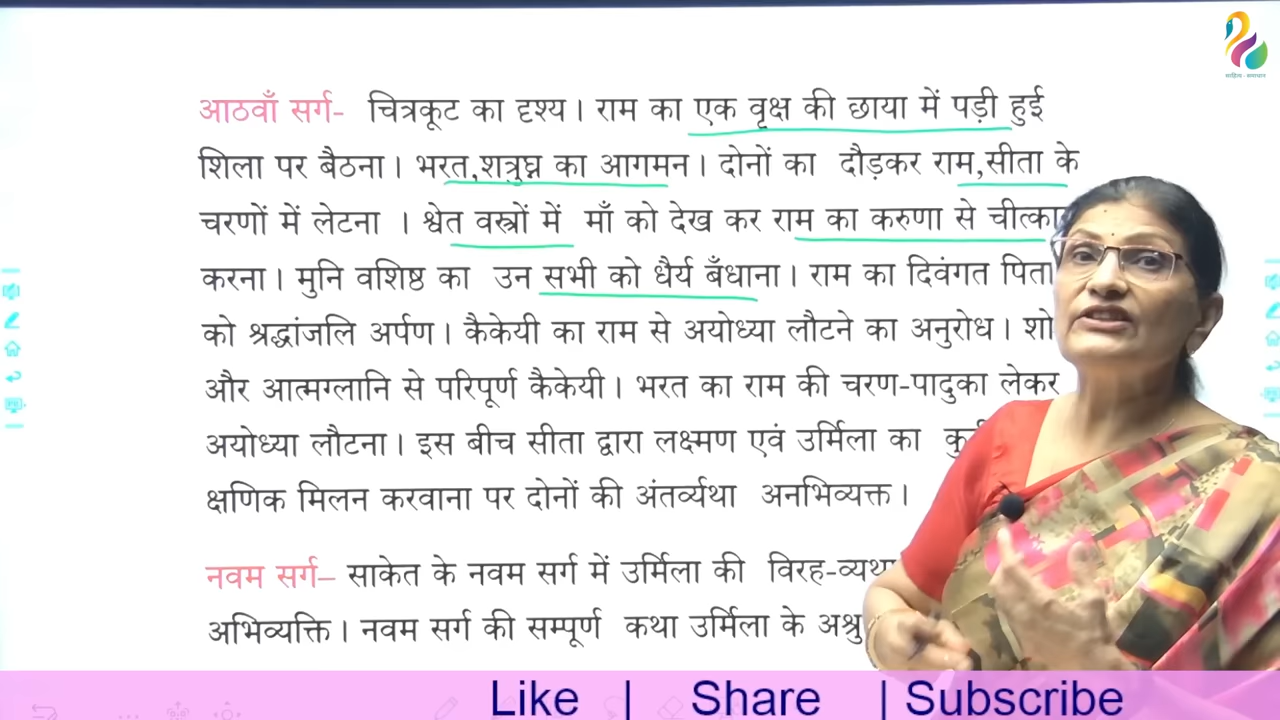 साहित्य - समाधार
आठवाँ सर्ग- चित्रकूट का दृश्य। राम का एक वृक्ष की छाया में पड़ी हुई
शिला पर बैठना। भरत,शत्रुघ्न का आगमन। दोनों का दौड़कर राम,सीता के
चरणों में लेटना । श्वेत वस्त्रों में माँ को देख कर राम का करुणा से
करना। मुनि वशिष्ठ का उन सभी को धैर्य बँधाना। राम का दिवंगत पिता
को श्रद्धांजलि अर्पण। कैकेयी का राम से अयोध्या लौटने का अनुरोध।
और आत्मग्लानि से परिपूर्ण कैकेयी। भरत का राम की चरण-पादुका लेकर
अयोध्या लौटना। इस बीच सीता द्वारा लक्ष्मण एवं उर्मिला का
क्षणिक मिलन करवाना पर दोनों की अंतर्व्यथा अनभिव्यक्त।
नवम सर्ग– साकेत के नवम सर्ग में उर्मिला की
अभिव्यक्ति। नवम सर्ग की सम्पूर्ण कथा उर्मिला के
Like | Share | Subscribe